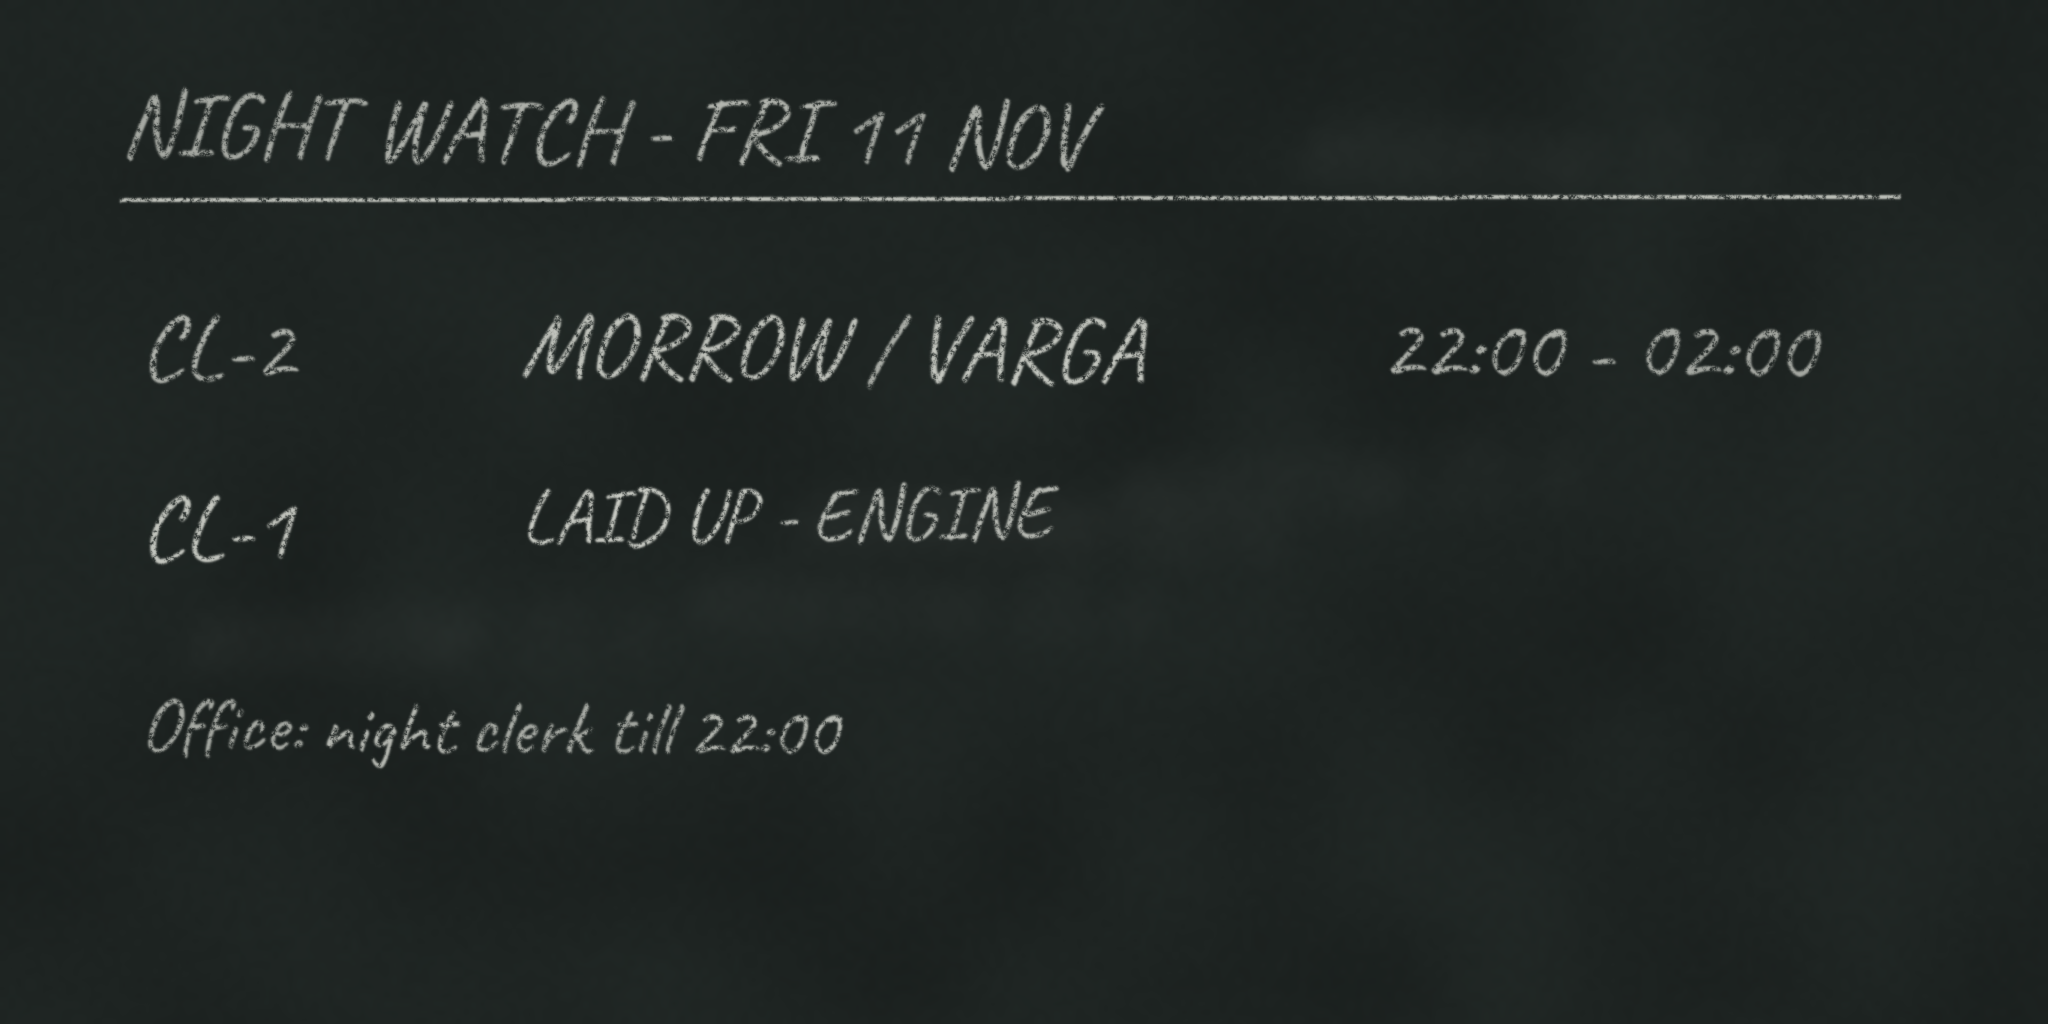 NIGHT WATCH - FRI 11 NOV
CL-2 MORROW / VARGA 22:00 - 02:00
CL-1 LAID UP - ENGINE
Office: night clerk till 22:00